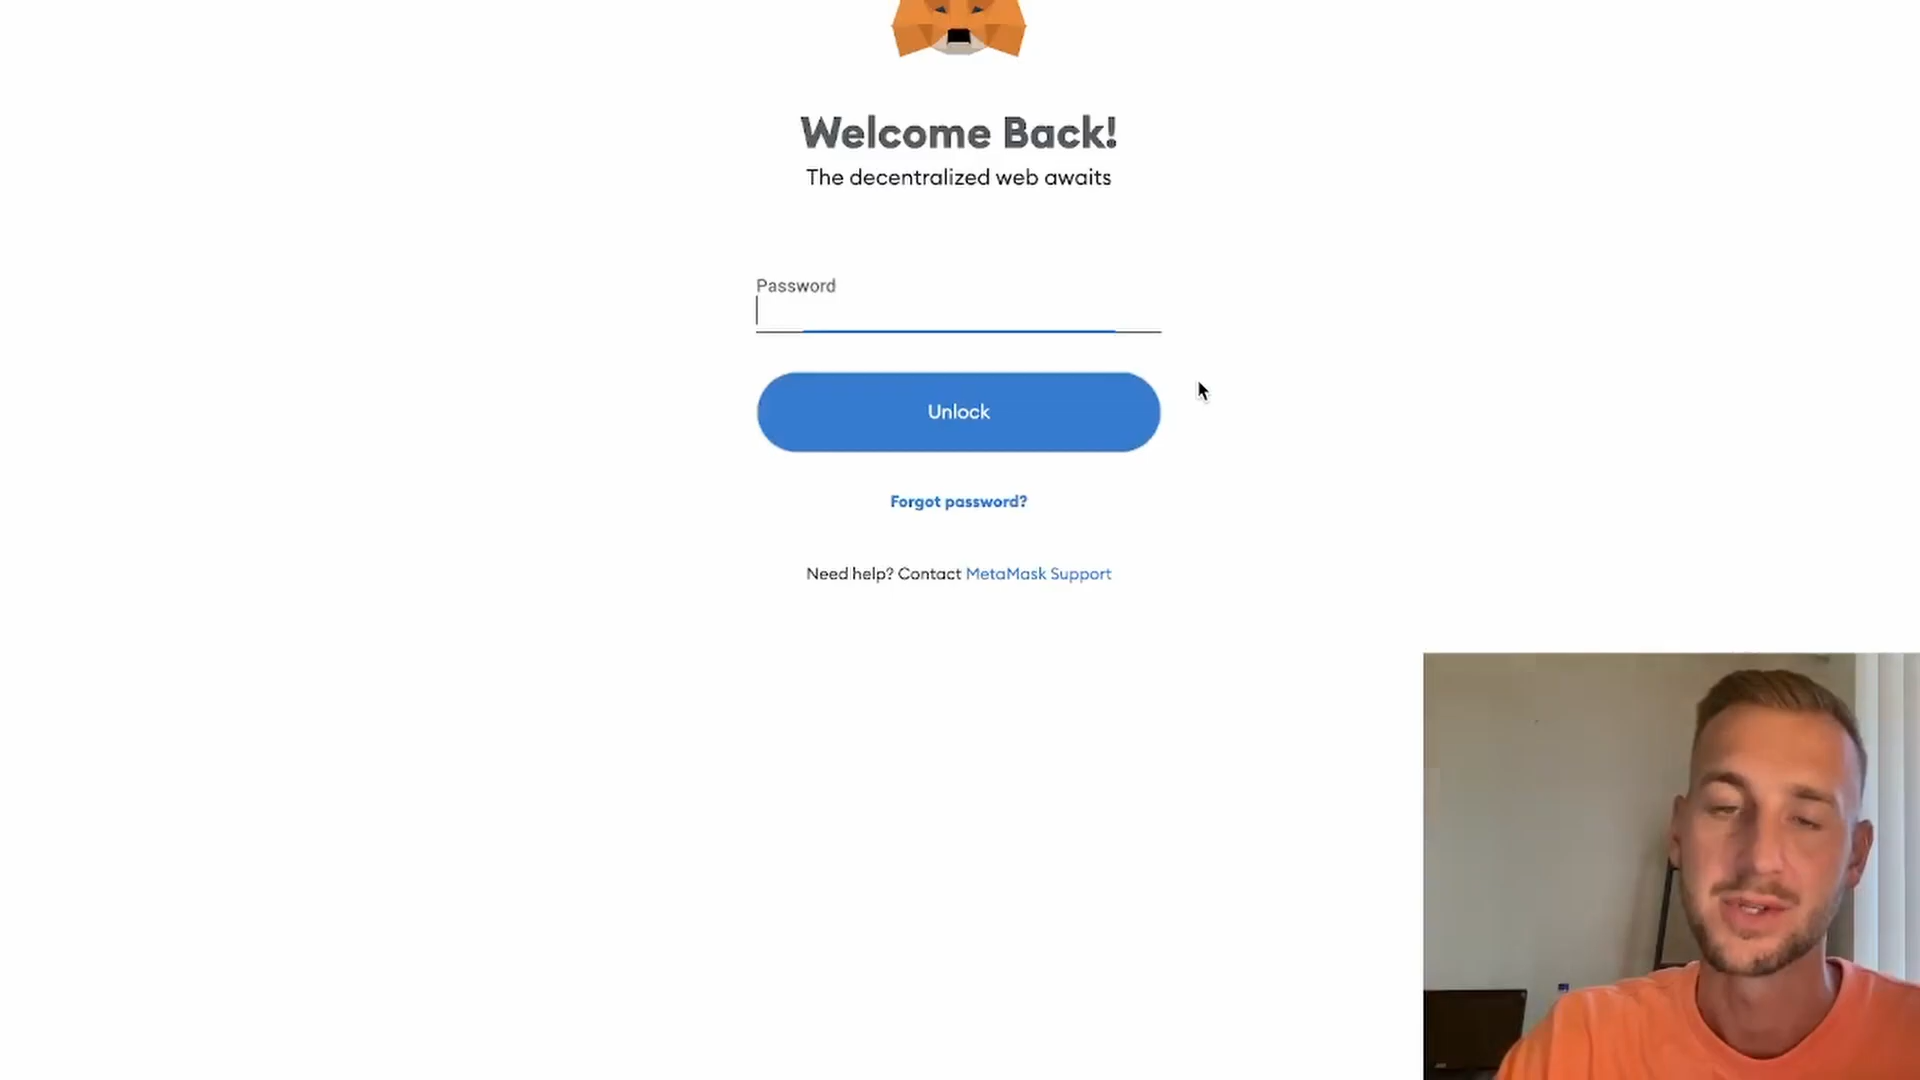 Welcome Back!
The decentralized web awaits
Password
Unlock
Forgot password?
Need help? Contact MetaMask Support